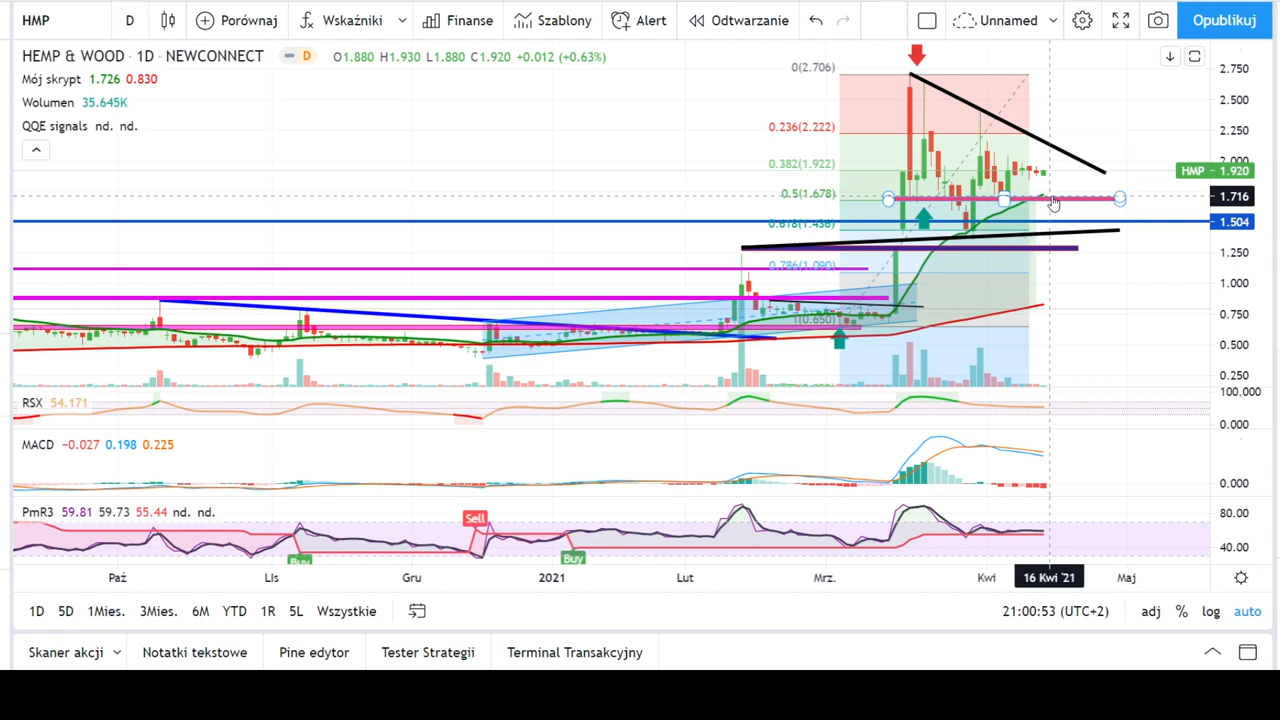 HMP D Porównaj Wskaźniki Finanse Szablony Alert Odtwarzanie Unnamed Opublikuj
HEMP & WOOD · 1D · NEWCONNECT D O1.880 H1.930 L1.880 C1.920 +0.012 (+0.63%)
Mój skrypt 1.726 0.830
Wolumen 35.645K
QQE signals nd. nd.
0(2.706)
0.236(2.222)
0.382(1.922)
0.5(1.678)
0.618(1.436)
0.786(1.090)
1(0.650)
2.750
2.500
2.250
2.000
HMP 1.920
1.716
1.504
1.250
1.000
0.750
0.500
0.250
RSX 54.171
100.000
0.000
MACD −0.027 0.198 0.225
0.000
PmR3 59.81 59.73 55.44 nd. nd.
Sell
Buy
Buy
80.00
40.00
Paź Lis Gru 2021 Lut Mrz. Kwi 16 Kwi '21 Maj
1D 5D 1Mies. 3Mies. 6M YTD 1R 5L Wszystkie 21:00:53 (UTC+2) adj % log auto
Skaner akcji Notatki tekstowe Pine edytor Tester Strategii Terminal Transakcyjny